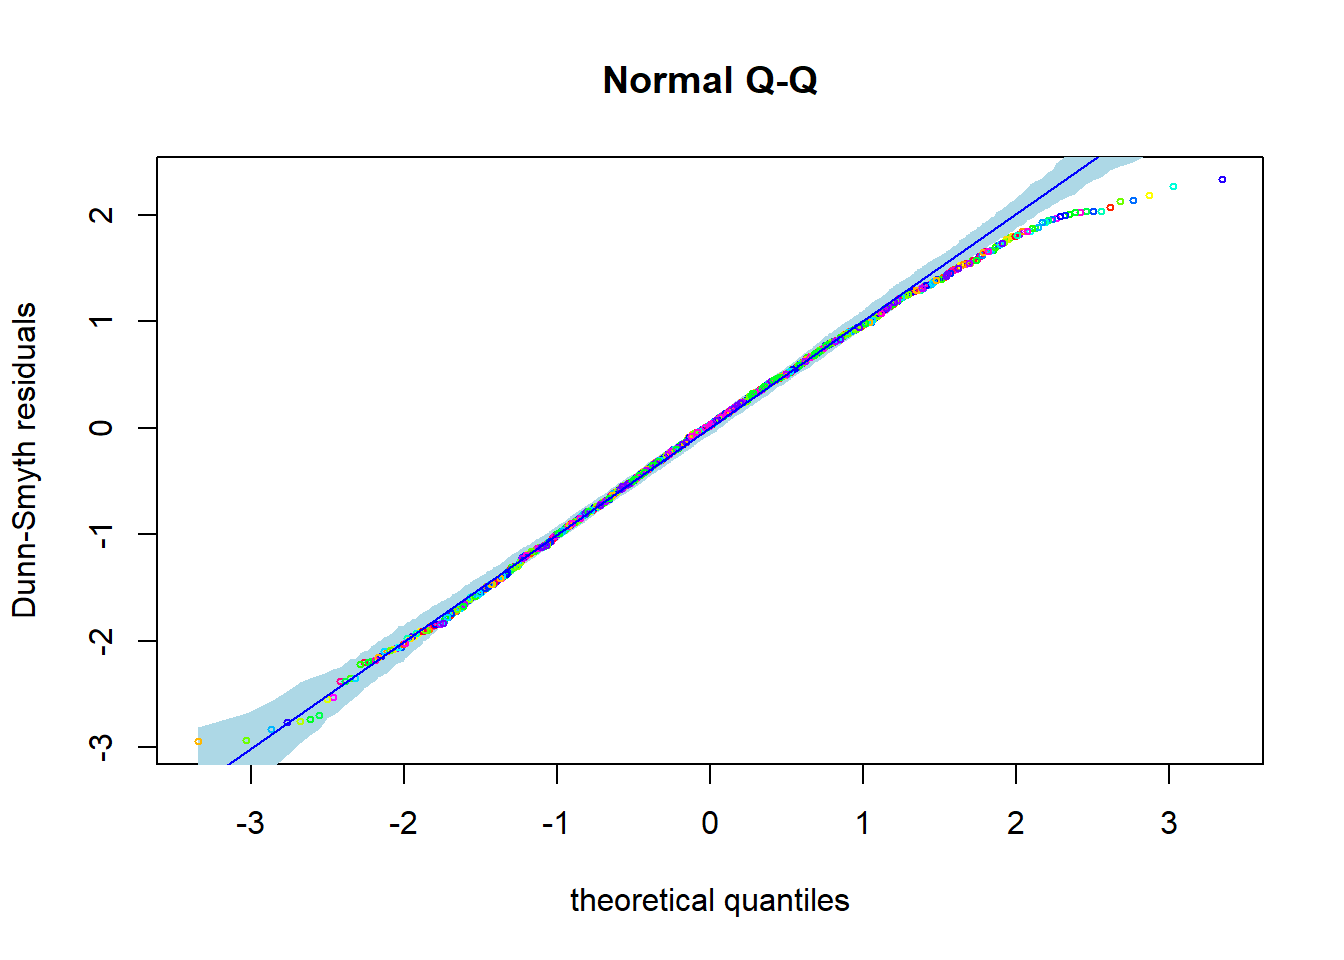 Normal Q-Q
Dunn-Smyth residuals
2
1
0
-1
-2
-3
-3 -2 -1 0 1 2 3
theoretical quantiles